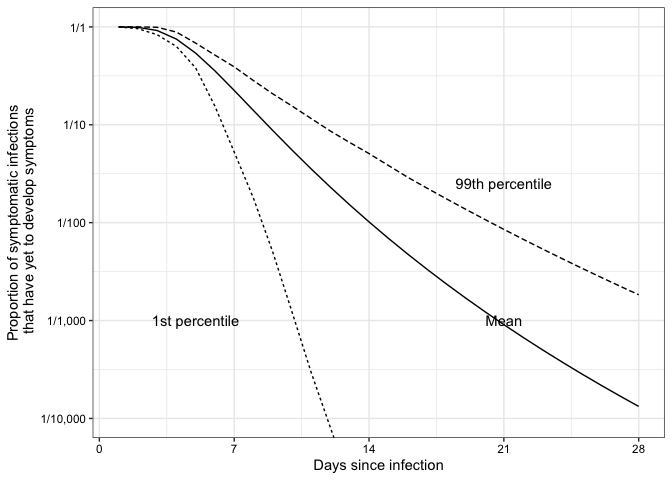 Proportion of symptomatic infections
that have yet to develop symptoms
1/1
1/10
1/100
1/1,000
1/10,000
99th percentile
1st percentile
Mean
0 7 14 21 28
Days since infection